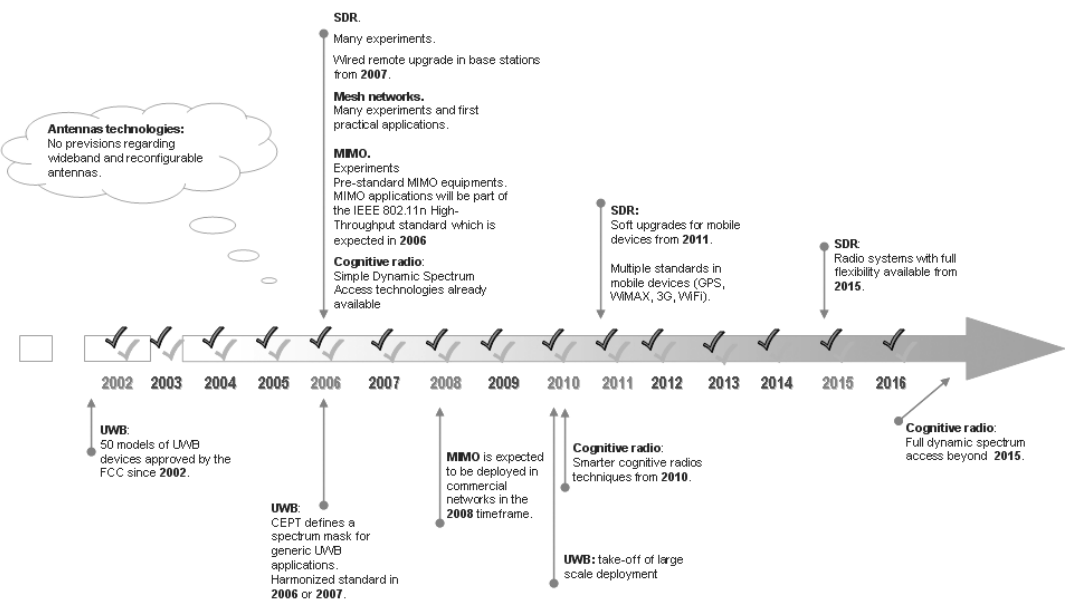 SDR.
Many experiments.
Wired remote upgrade in base stations
from 2007.
Mesh networks.
Many experiments and first
practical applications.
MIMO.
Experiments
Pre-standard MIMO equipments.
MIMO applications will be part of
the IEEE 802.11n High-
Throughput standard which is
expected in 2006
Cognitive radio:
Simple Dynamic Spectrum
Access technologies already
available
Antennas technologies:
No previsions regarding
wideband and reconfigurable
antennas.
SDR:
Soft upgrades for mobile
devices from 2011.
Multiple standards in
mobile devices (GPS,
WiMAX, 3G, WiFi).
SDR:
Radio systems with full
flexibility available from
2015.
2002 2003 2004 2005 2006 2007 2008 2009 2010 2011 2012 2013 2014 2015 2016
UWB:
50 models of UWB
devices approved by the
FCC since 2002.
UWB:
CEPT defines a
spectrum mask for
generic UWB
applications.
Harmonized standard in
2006 or 2007.
MIMO is expected
to be deployed in
commercial
networks in the
2008 timeframe.
Cognitive radio:
Smarter cognitive radios
techniques from 2010.
UWB: take-off of large
scale deployment
Cognitive radio:
Full dynamic spectrum
access beyond 2015.